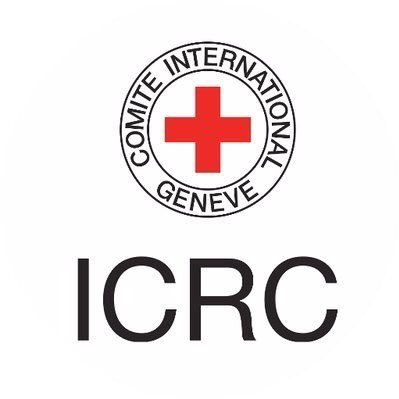 COMITE INTERNATIONAL
GENEVE
ICRC